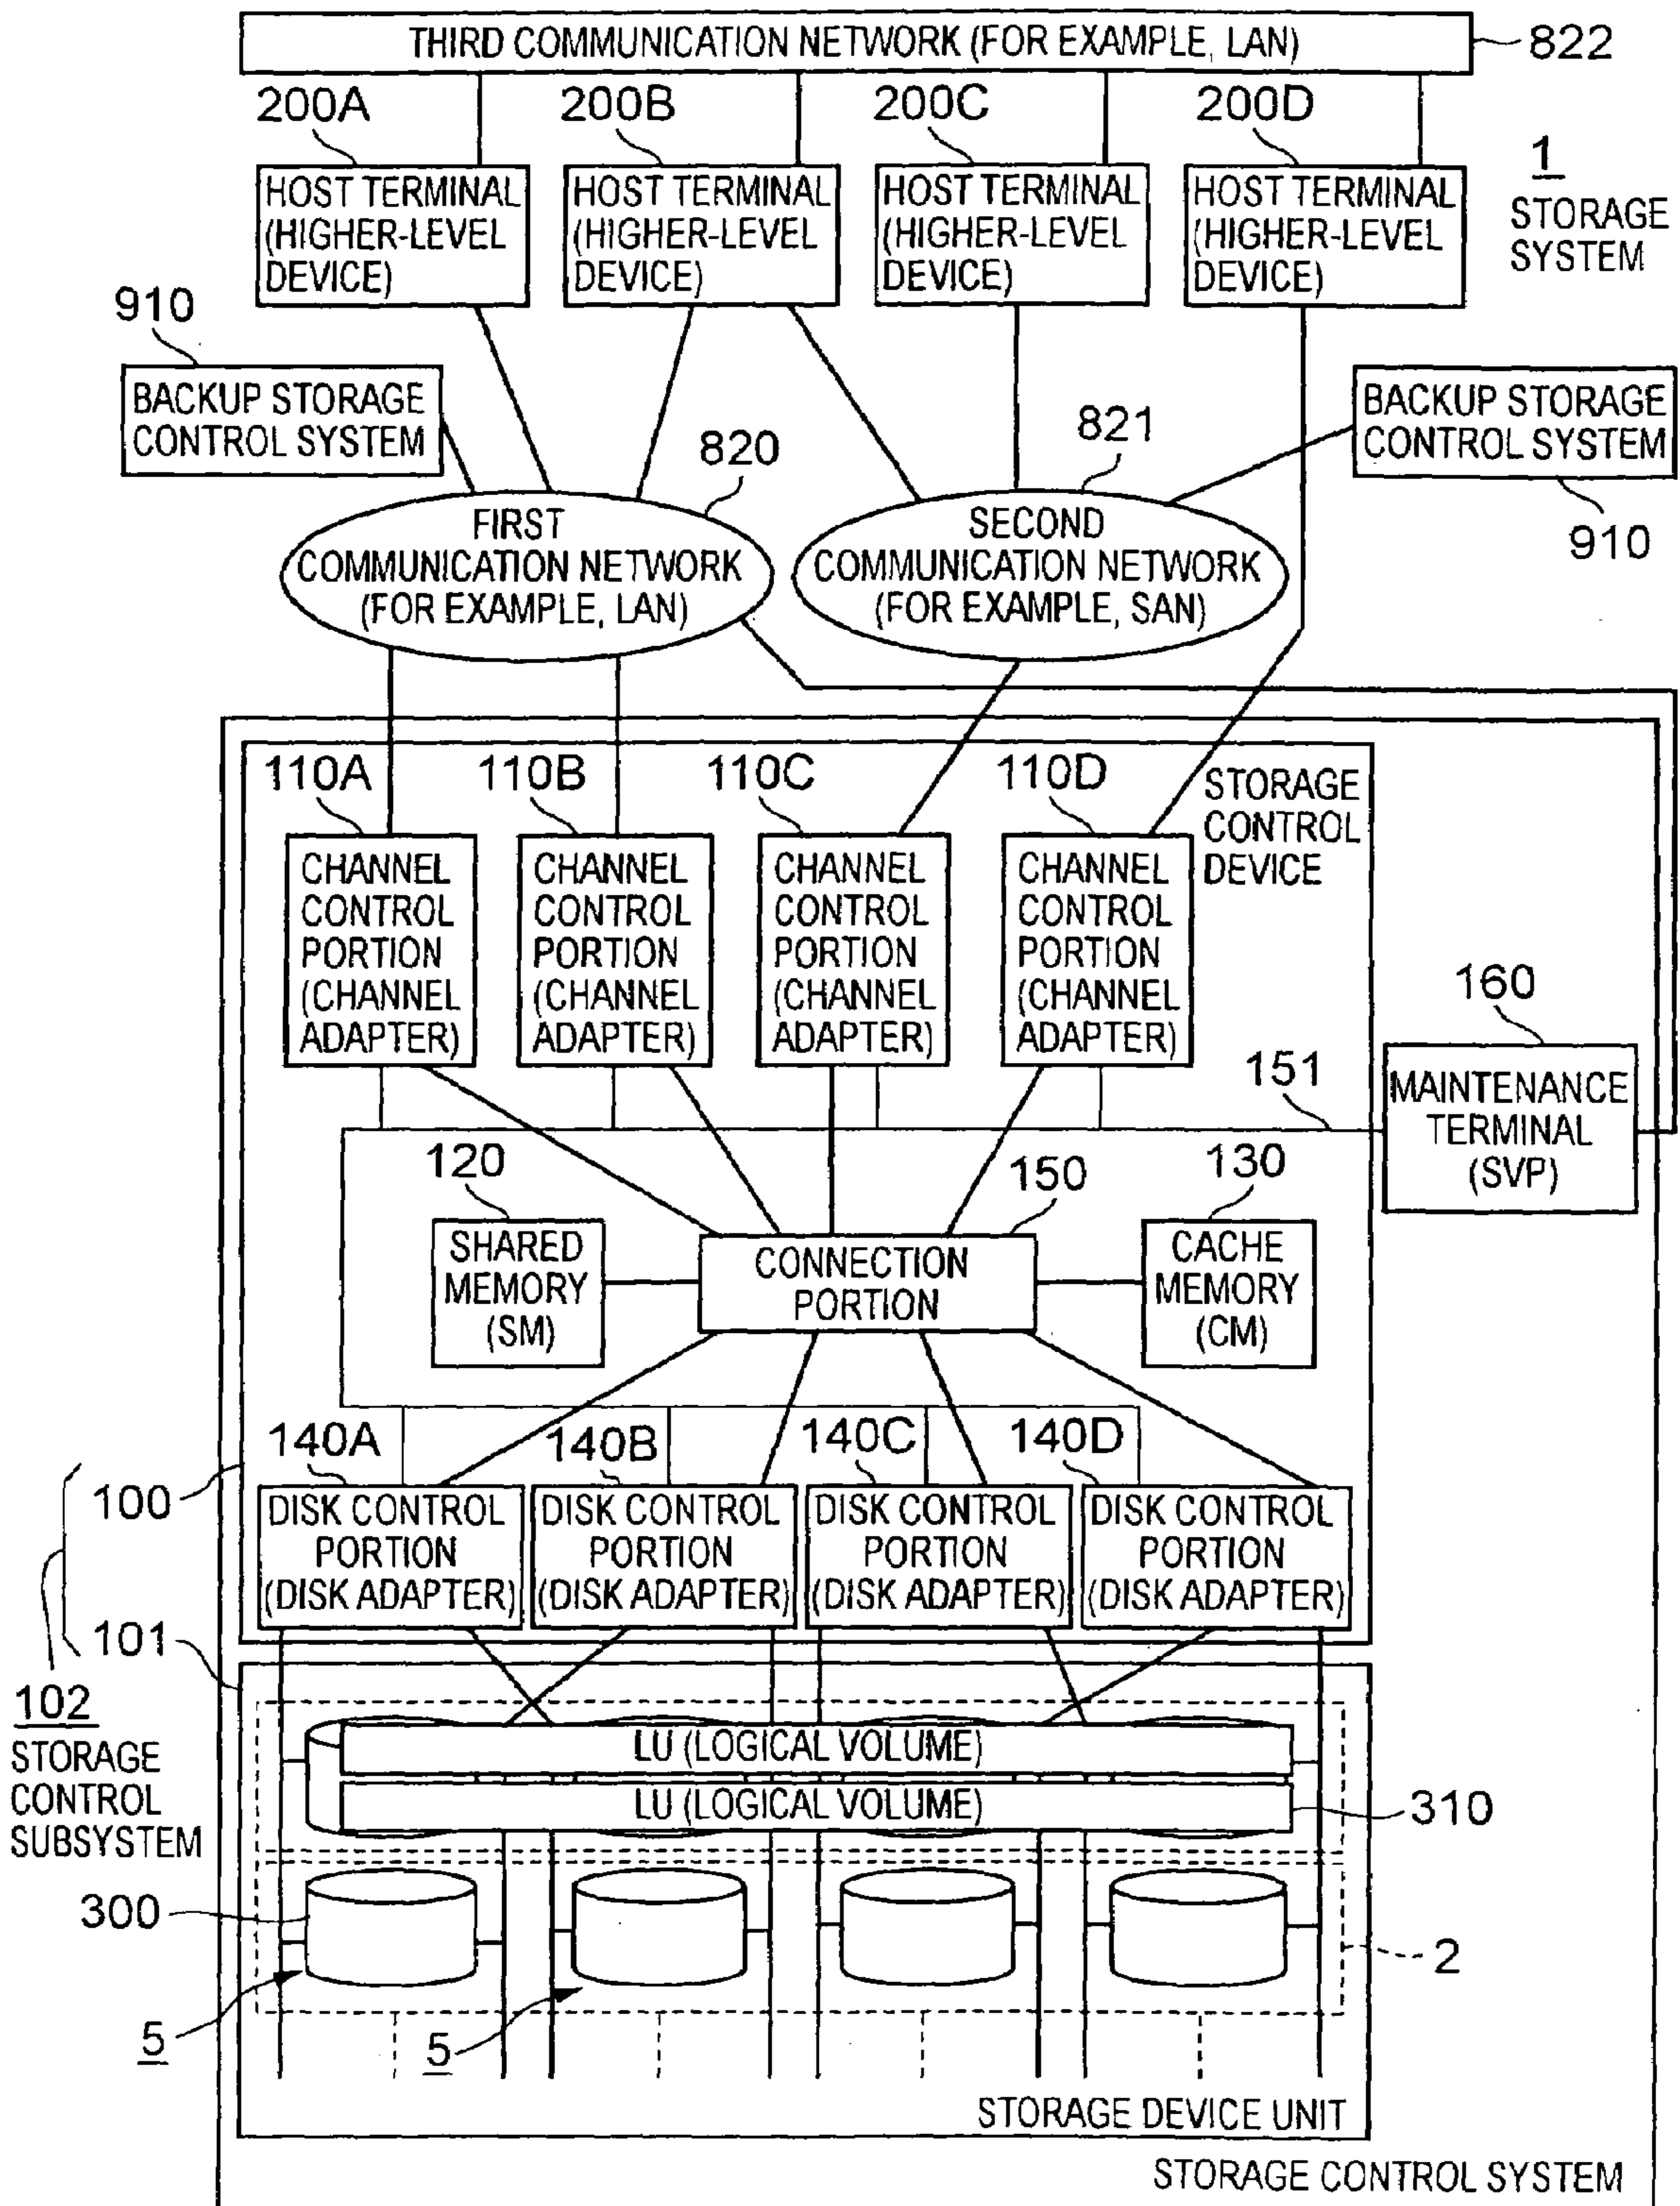 THIRD COMMUNICATION NETWORK (FOR EXAMPLE, LAN)
822
200A
200B
200C
200D
1
STORAGE
SYSTEM
HOST TERMINAL
(HIGHER-LEVEL
DEVICE)
HOST TERMINAL
(HIGHER-LEVEL
DEVICE)
HOST TERMINAL
(HIGHER-LEVEL
DEVICE)
HOST TERMINAL
(HIGHER-LEVEL
DEVICE)
910
BACKUP STORAGE
CONTROL SYSTEM
820
821
BACKUP STORAGE
CONTROL SYSTEM
910
FIRST
COMMUNICATION NETWORK
(FOR EXAMPLE, LAN)
SECOND
COMMUNICATION NETWORK
(FOR EXAMPLE, SAN)
110A
110B
110C
110D
STORAGE
CONTROL
DEVICE
CHANNEL
CONTROL
PORTION
(CHANNEL
ADAPTER)
CHANNEL
CONTROL
PORTION
(CHANNEL
ADAPTER)
CHANNEL
CONTROL
PORTION
(CHANNEL
ADAPTER)
CHANNEL
CONTROL
PORTION
(CHANNEL
ADAPTER)
160
151
MAINTENANCE
TERMINAL
(SVP)
120
150
130
SHARED
MEMORY
(SM)
CONNECTION
PORTION
CACHE
MEMORY
(CM)
140A
140B
140C
140D
100
DISK CONTROL
PORTION
(DISK ADAPTER)
DISK CONTROL
PORTION
(DISK ADAPTER)
DISK CONTROL
PORTION
(DISK ADAPTER)
DISK CONTROL
PORTION
(DISK ADAPTER)
101
102
STORAGE
CONTROL
SUBSYSTEM
LU (LOGICAL VOLUME)
LU (LOGICAL VOLUME)
310
300
2
5
5
STORAGE DEVICE UNIT
STORAGE CONTROL SYSTEM